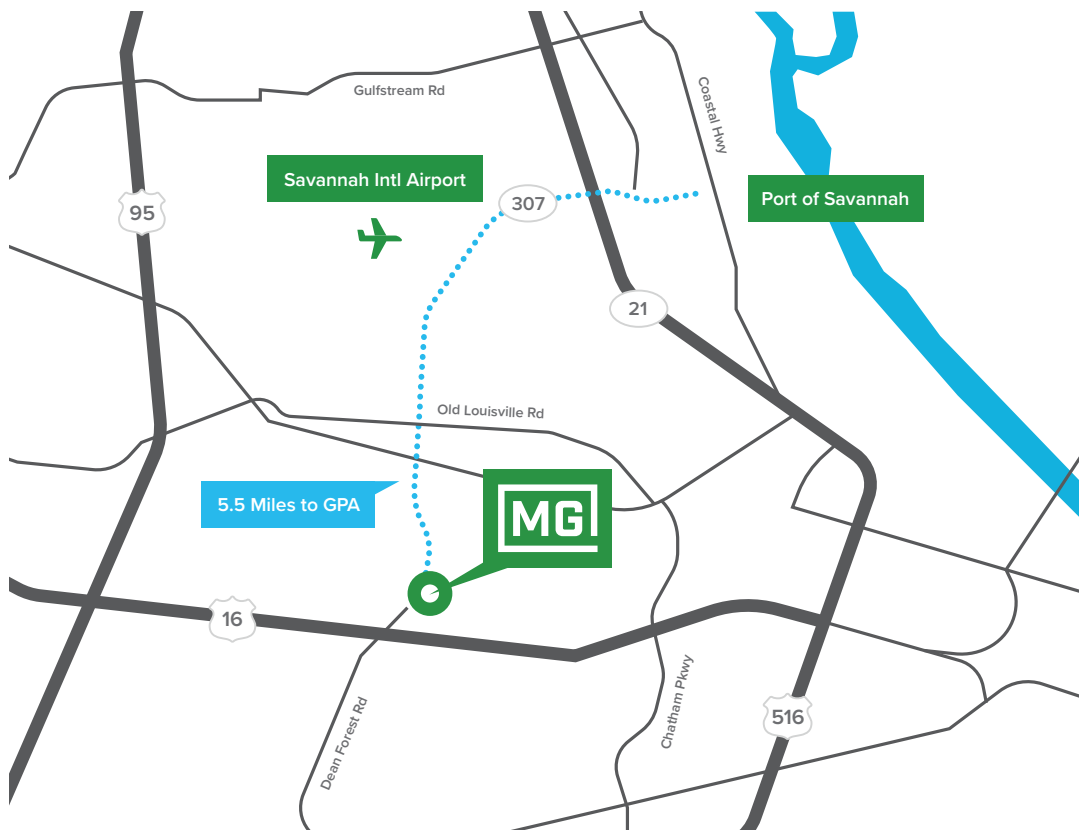 Gulfstream Rd
Coastal Hwy
Savannah Intl Airport
307
Port of Savannah
95
21
Old Louisville Rd
5.5 Miles to GPA
MG
16
Dean Forest Rd
Chatham Pkwy
516